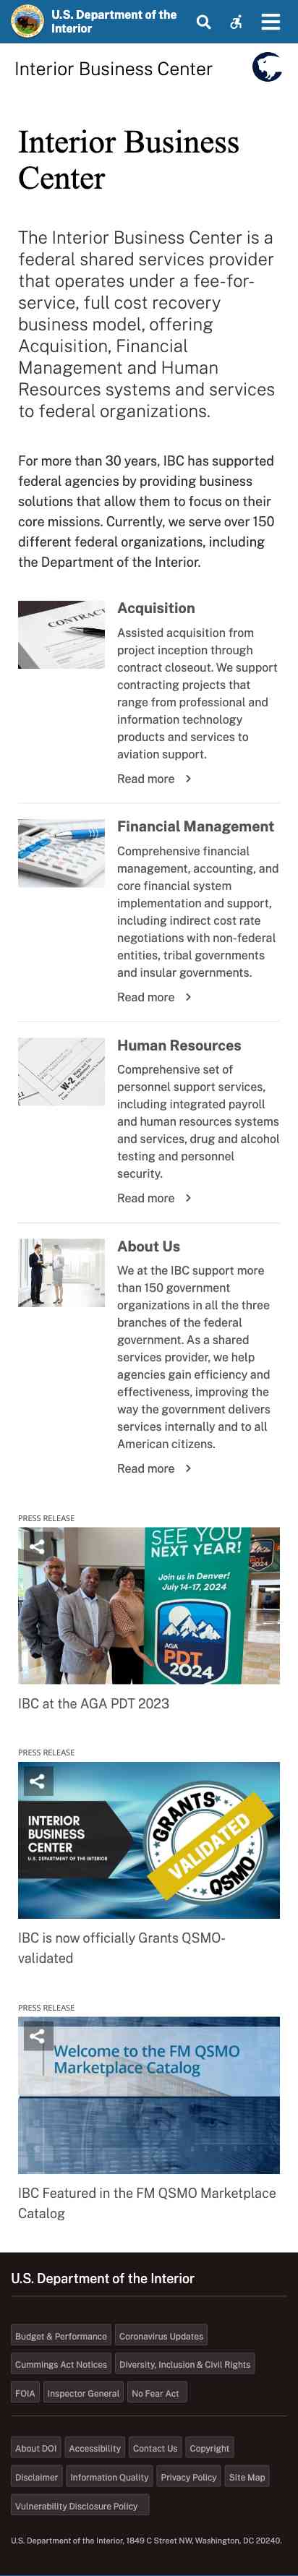 U.S. Department of the
Interior
Interior Business Center
Interior Business
Center
The Interior Business Center is a
federal shared services provider
that operates under a fee-for-
service, full cost recovery
business model, offering
Acquisition, Financial
Management and Human
Resources systems and services
to federal organizations.
For more than 30 years, IBC has supported
federal agencies by providing business
solutions that allow them to focus on their
core missions. Currently, we serve over 150
different federal organizations, including
the Department of the Interior.
CONTRACT
Acquisition
Assisted acquisition from
project inception through
contract closeout. We support
contracting projects that
range from professional and
information technology
products and services to
aviation support.
Read more
Financial Management
Comprehensive financial
management, accounting, and
core financial system
implementation and support,
including indirect cost rate
negotiations with non-federal
entities, tribal governments
and insular governments.
Read more
W-2
Human Resources
Comprehensive set of
personnel support services,
including integrated payroll
and human resources systems
and services, drug and alcohol
testing and personnel
security.
Read more
About Us
We at the IBC support more
than 150 government
organizations in all the three
branches of the federal
government. As a shared
services provider, we help
agencies gain efficiency and
effectiveness, improving the
way the government delivers
services internally and to all
American citizens.
Read more
PRESS RELEASE
SEE YOU
NEXT YEAR!
Join us in Denver!
July 14-17, 2024
AGA
PDT
2024
IBC at the AGA PDT 2023
PRESS RELEASE
INTERIOR
BUSINESS
CENTER
U.S. DEPARTMENT OF THE INTERIOR
GRANTS
VALIDATED
QSMO
IBC is now officially Grants QSMO-
validated
PRESS RELEASE
Welcome to the FM QSMO
Marketplace Catalog
IBC Featured in the FM QSMO Marketplace
Catalog
U.S. Department of the Interior
Budget & Performance Coronavirus Updates
Cummings Act Notices Diversity, Inclusion & Civil Rights
FOIA Inspector General No Fear Act
About DOI Accessibility Contact Us Copyright
Disclaimer Information Quality Privacy Policy Site Map
Vulnerability Disclosure Policy
U.S. Department of the Interior, 1849 C Street NW, Washington, DC 20240.